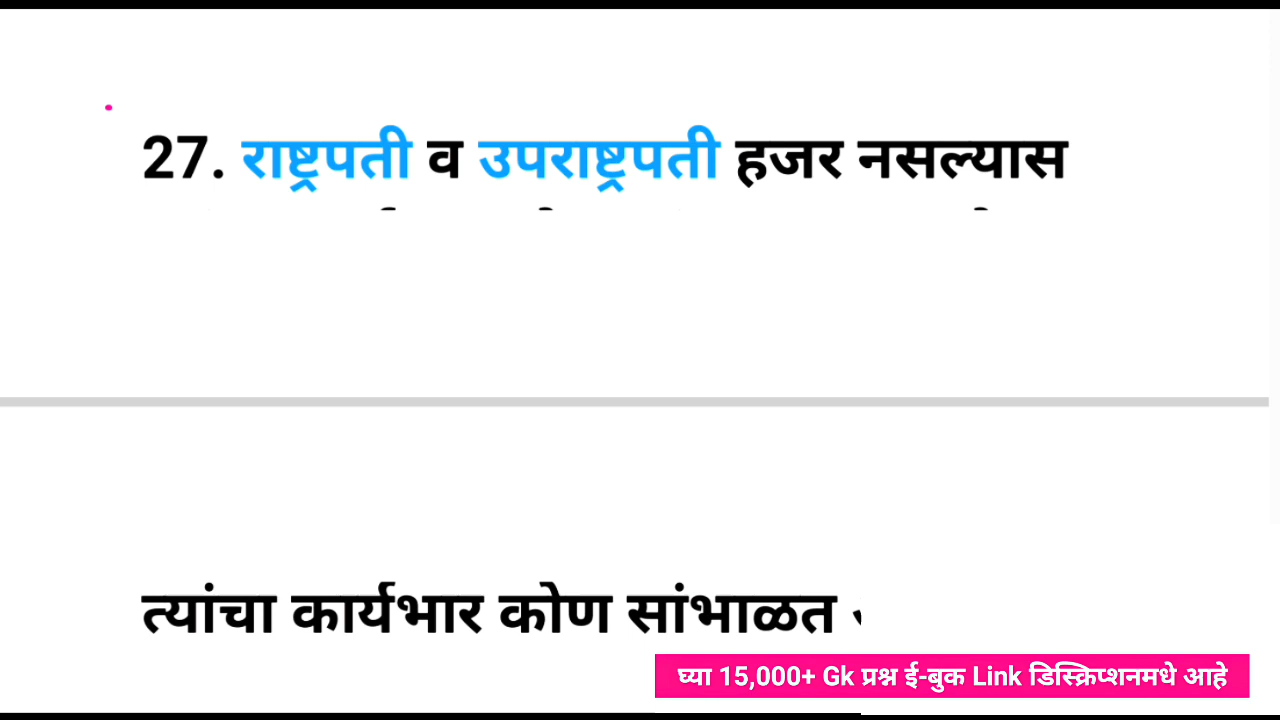 27. राष्ट्रपती व उपराष्ट्रपती हजर नसल्यास
त्यांचा कार्यभार कोण सांभाळत
घ्या 15,000+ Gk प्रश्न ई-बुक Link डिस्क्रिप्शनमधे आहे